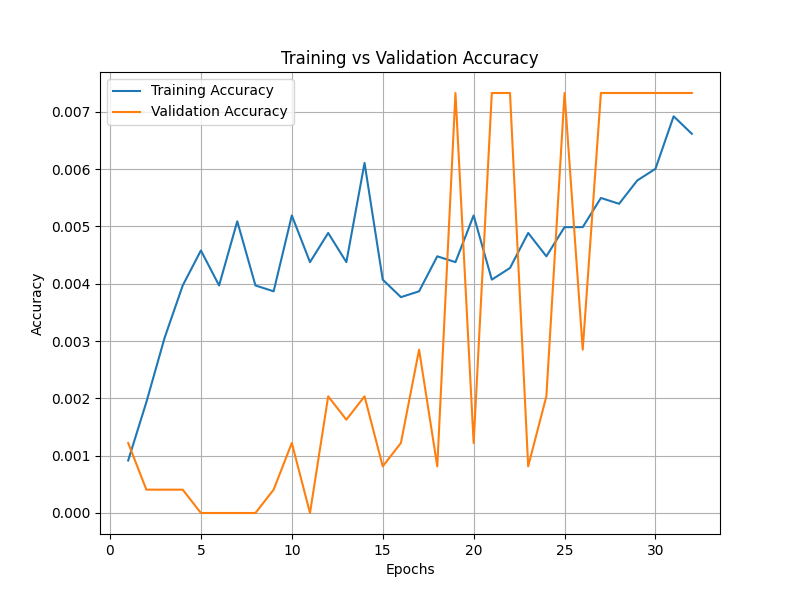 Training vs Validation Accuracy
Training Accuracy
Validation Accuracy
0.007
0.006
0.005
0.004
0.003
0.002
0.001
0.000
Accuracy
0 5 10 15 20 25 30
Epochs